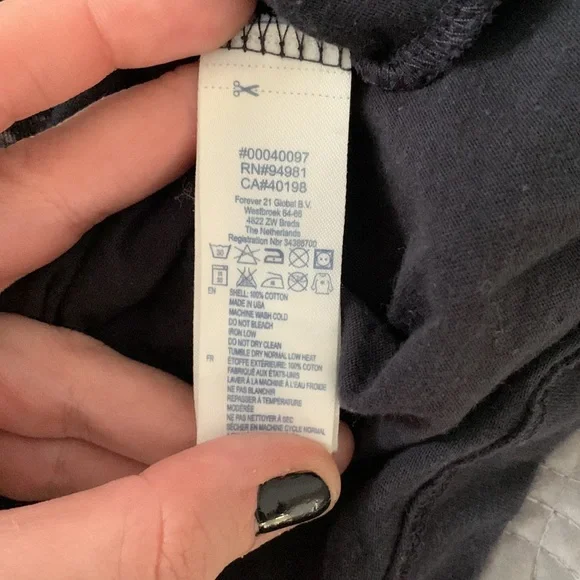 #00040097
RN#94981
CA#40198
Forever 21 Global B.V.
Westbroek 64-66
4822 ZW Breda
The Netherlands
Registration Nbr 34388700
EN SHELL: 100% COTTON
MADE IN USA
MACHINE WASH COLD
DO NOT BLEACH
IRON LOW
DO NOT DRY CLEAN
TUMBLE DRY NORMAL LOW HEAT
FR ÉTOFFE EXTÉRIEURE: 100% COTON
FABRIQUÉ AUX ÉTATS-UNIS
LAVER À LA MACHINE À L'EAU FROIDE
NE PAS BLANCHIR
REPASSER À TEMPÉRATURE
MODÉRÉE
NE PAS NETTOYER À SEC
SÉCHER EN MACHINE CYCLE NORMAL